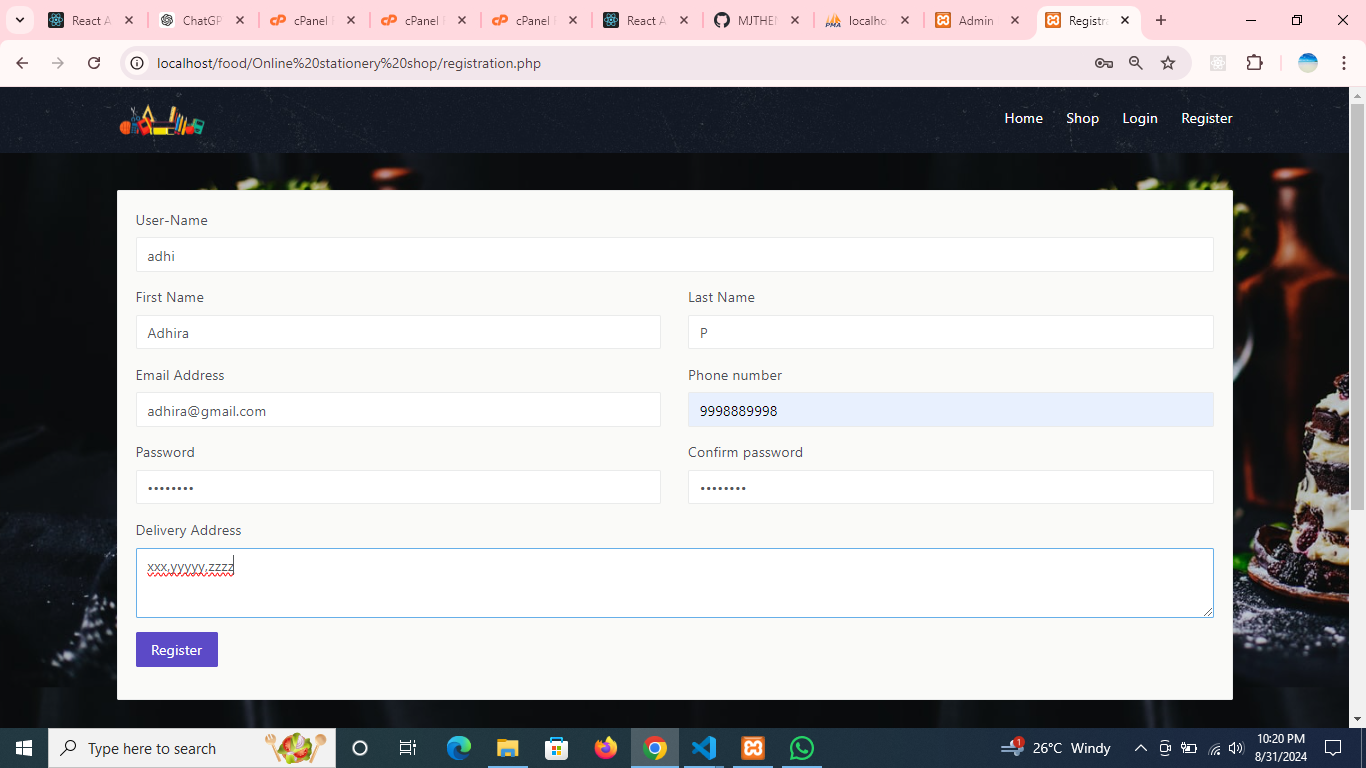 React A
ChatGP
cPanel
cPanel
cPanel
React A
MJTHE
localho
Admin
Registra
localhost/food/Online%20stationery%20shop/registration.php
Home Shop Login Register
User-Name
adhi
First Name Last Name
Adhira P
Email Address Phone number
adhira@gmail.com 9998889998
Password Confirm password
•••••••• ••••••••
Delivery Address
xxx,yyyyy,zzzz
Register
Type here to search
1
26°C Windy
10:20 PM
8/31/2024